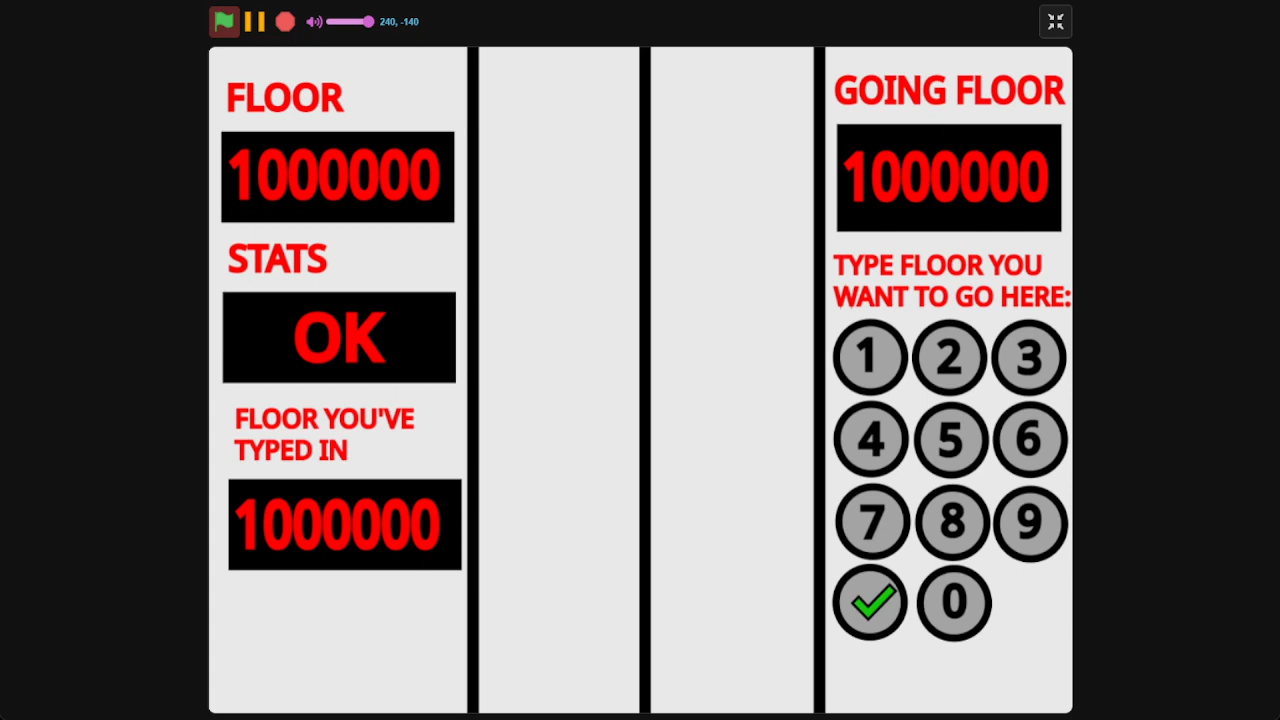 240, -140
FLOOR
1000000
STATS
OK
FLOOR YOU'VE
TYPED IN
1000000
GOING FLOOR
1000000
TYPE FLOOR YOU
WANT TO GO HERE:
1 2 3
4 5 6
7 8 9
0